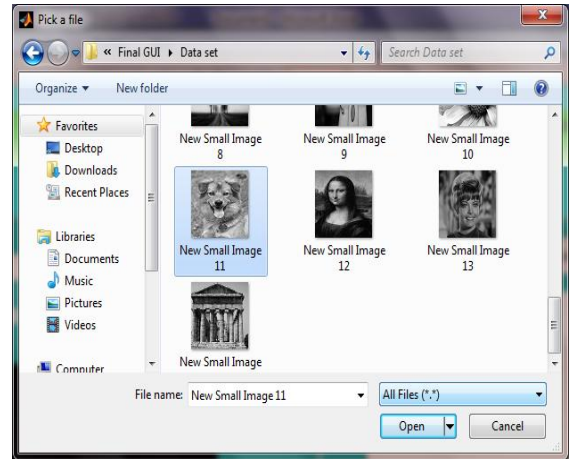 Pick a file
« Final GUI ▸ Data set
Search Data set
Organize
New folder
Favorites
Desktop
Downloads
Recent Places
Libraries
Documents
Music
Pictures
Videos
Computer
New Small Image
8
New Small Image
9
New Small Image
10
New Small Image
11
New Small Image
12
New Small Image
13
New Small Image
File name: New Small Image 11
All Files (*.*)
Open
Cancel